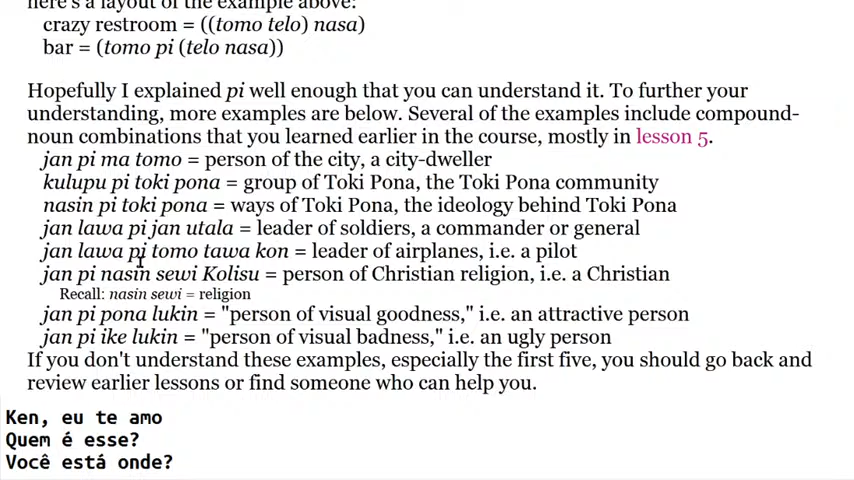 here's a layout of the example above:
crazy restroom = ((tomo telo) nasa)
bar = (tomo pi (telo nasa))
Hopefully I explained pi well enough that you can understand it. To further your
understanding, more examples are below. Several of the examples include compound-
noun combinations that you learned earlier in the course, mostly in lesson 5.
jan pi ma tomo = person of the city, a city-dweller
kulupu pi toki pona = group of Toki Pona, the Toki Pona community
nasin pi toki pona = ways of Toki Pona, the ideology behind Toki Pona
jan lawa pi jan utala = leader of soldiers, a commander or general
jan lawa pi tomo tawa kon = leader of airplanes, i.e. a pilot
jan pi nasin sewi Kolisu = person of Christian religion, i.e. a Christian
Recall: nasin sewi = religion
jan pi pona lukin = "person of visual goodness," i.e. an attractive person
jan pi ike lukin = "person of visual badness," i.e. an ugly person
If you don't understand these examples, especially the first five, you should go back and
review earlier lessons or find someone who can help you.
Ken, eu te amo
Quem é esse?
Você está onde?